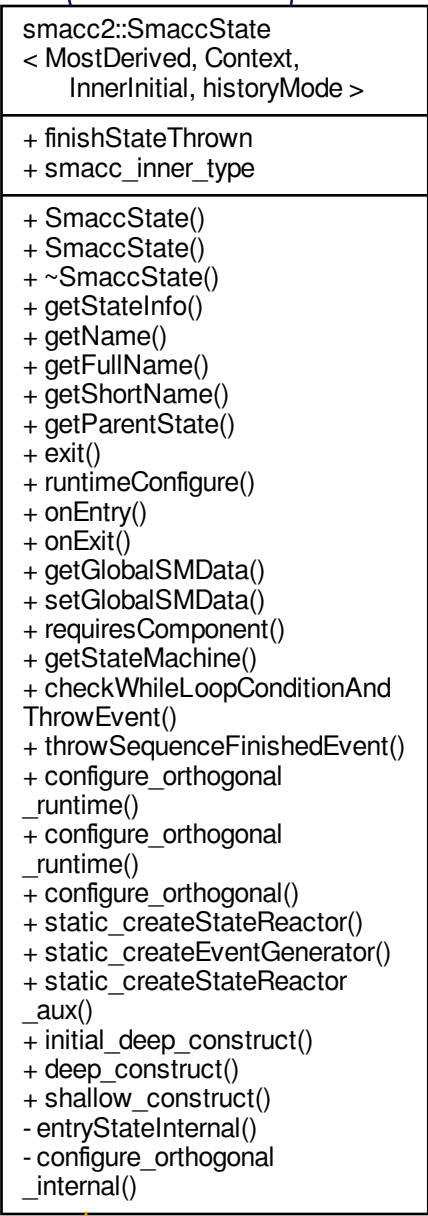 smacc2::SmaccState
< MostDerived, Context,
InnerInitial, historyMode >
+ finishStateThrown
+ smacc_inner_type
+ SmaccState()
+ SmaccState()
+ ~SmaccState()
+ getStateInfo()
+ getName()
+ getFullName()
+ getShortName()
+ getParentState()
+ exit()
+ runtimeConfigure()
+ onEntry()
+ onExit()
+ getGlobalSMData()
+ setGlobalSMData()
+ requiresComponent()
+ getStateMachine()
+ checkWhileLoopConditionAnd
ThrowEvent()
+ throwSequenceFinishedEvent()
+ configure_orthogonal
_runtime()
+ configure_orthogonal
_runtime()
+ configure_orthogonal()
+ static_createStateReactor()
+ static_createEventGenerator()
+ static_createStateReactor
_aux()
+ initial_deep_construct()
+ deep_construct()
+ shallow_construct()
- entryStateInternal()
- configure_orthogonal
_internal()